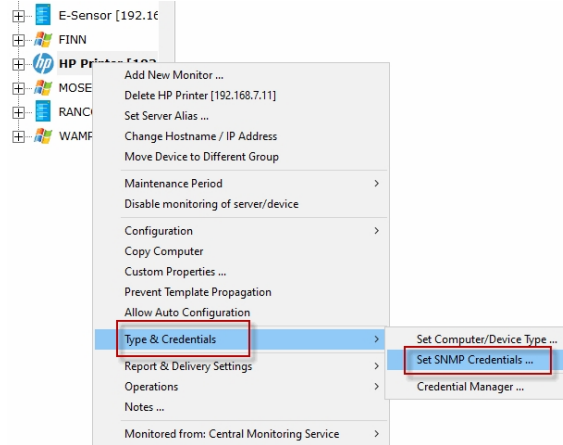 E-Sensor [192.16
FINN
hp
HP Printer [192
MOSE
RANCO
WAMP
Add New Monitor ...
Delete HP Printer [192.168.7.11]
Set Server Alias ...
Change Hostname / IP Address
Move Device to Different Group
Maintenance Period
Disable monitoring of server/device
Configuration
Copy Computer
Custom Properties ...
Prevent Template Propagation
Allow Auto Configuration
Type & Credentials
Set Computer/Device Type ...
Set SNMP Credentials ...
Credential Manager ...
Report & Delivery Settings
Operations
Notes ...
Monitored from: Central Monitoring Service